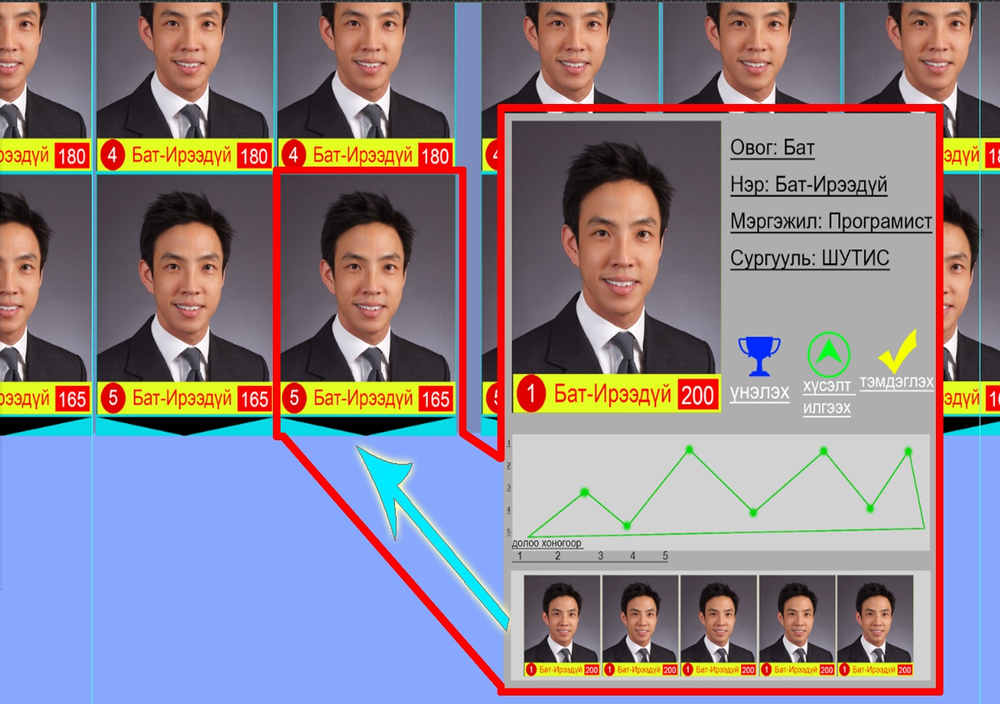 рээдүй 180
4 Бат-Ирээдүй 180
4 Бат-Ирээдүй 180
4
эдүй 18
рээдүй 165
5 Бат-Ирээдүй 165
5 Бат-Ирээдүй 165
5
эдүй 16
Овог: Бат
Нэр: Бат-Ирээдүй
Мэргэжил: Програмист
Сургууль: ШУТИС
1 Бат-Ирээдүй 200
үнэлэх
хүсэлт
илгээх
тэмдэглэх
1
2
3
4
5
долоо хоногоор
1 2 3 4 5
1 Бат-Ирээдүй 200
1 Бат-Ирээдүй 200
1 Бат-Ирээдүй 200
1 Бат-Ирээдүй 200
1 Бат-Ирээдүй 200